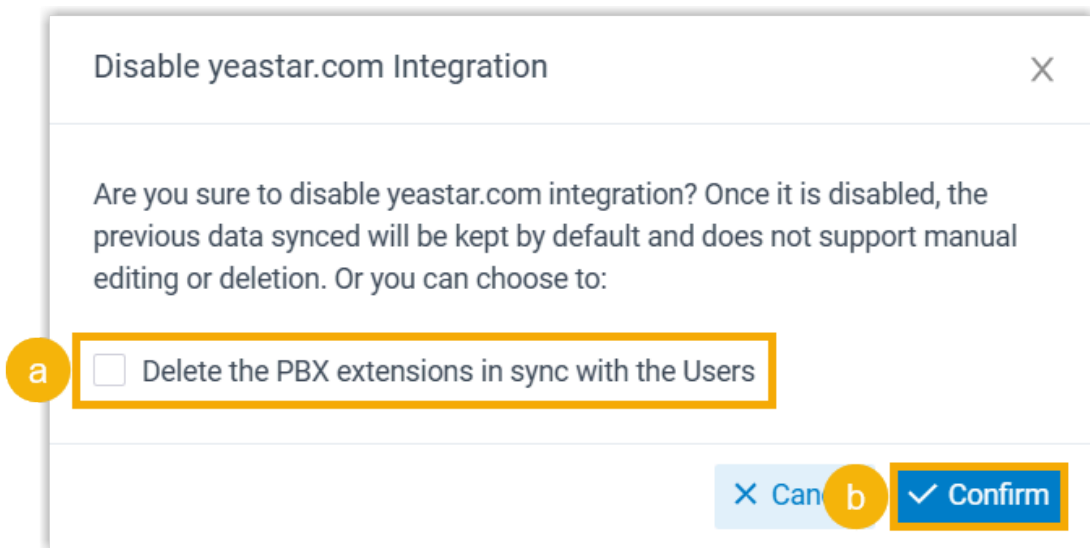 Disable yeastar.com Integration
Are you sure to disable yeastar.com integration? Once it is disabled, the
previous data synced will be kept by default and does not support manual
editing or deletion. Or you can choose to:
a
Delete the PBX extensions in sync with the Users
Can
b
Confirm